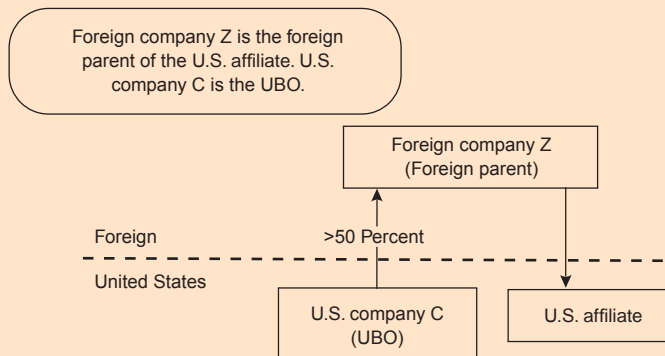 Foreign company Z is the foreign
parent of the U.S. affiliate. U.S.
company C is the UBO.
Foreign company Z
(Foreign parent)
Foreign
>50 Percent
United States
U.S. company C
(UBO)
U.S. affiliate